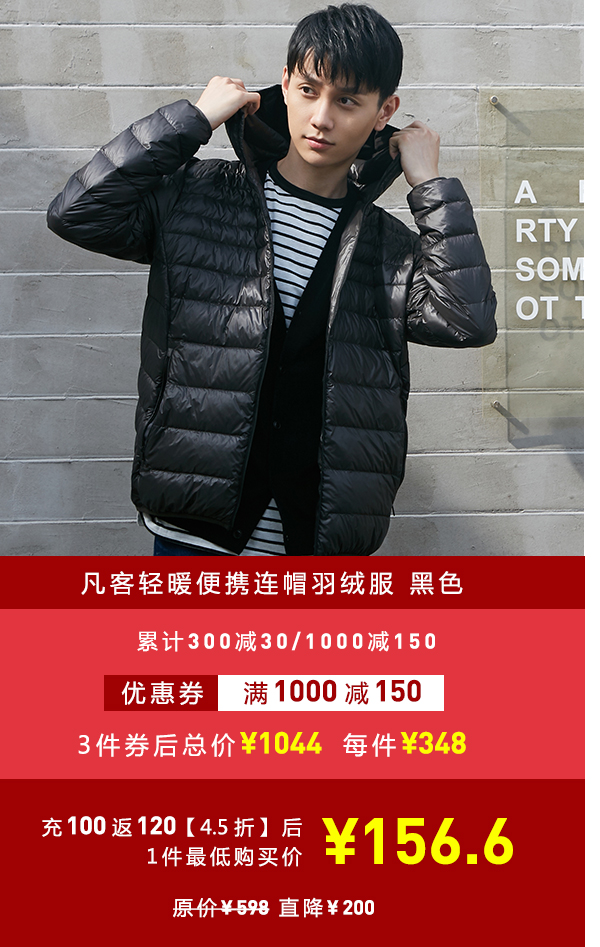 A
RTY
SOM
OT T
凡客轻暖便携连帽羽绒服 黑色
累计300减30/1000减150
优惠券 满1000减150
3件券后总价¥1044 每件¥348
充100返120【4.5折】后
1件最低购买价 ¥156.6
原价¥598 直降¥200